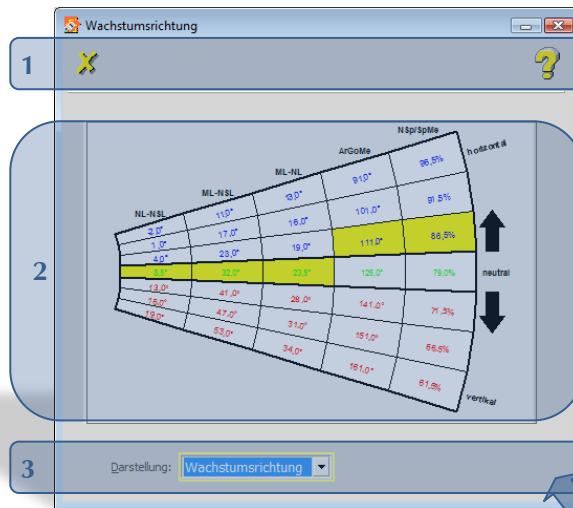 Wachstumsrichtung
1
NSp/SpMe
ArGoMe
ML-NL
ML-NSL
NL-NSL
horizontal
-2,0° 11,0° 13,0° 91,0° 96,5%
1,0° 17,0° 16,0° 101,0° 91,5%
4,0° 23,0° 19,0° 111,0° 86,5%
2
8,5° 32,0° 23,5° 126,0° 79,0% neutral
13,0° 41,0° 28,0° 141,0° 71,5%
16,0° 47,0° 31,0° 151,0° 66,5%
19,0° 53,0° 34,0° 161,0° 61,5%
vertikal
3
Darstellung: Wachstumsrichtung